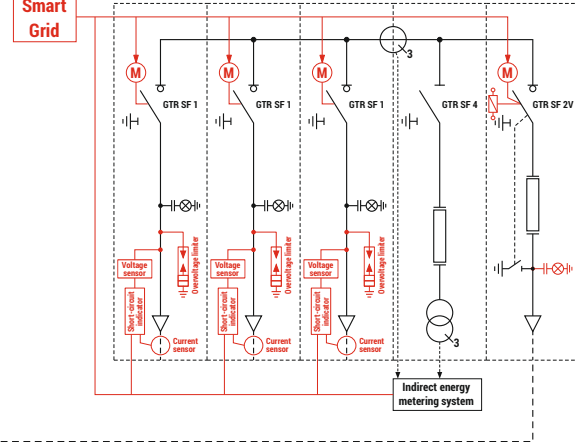 Smart
Grid
3
M
M
M
M
GTR SF 1
GTR SF 1
GTR SF 1
GTR SF 4
GTR SF 2V
Overvoltage limiter
Overvoltage limiter
Overvoltage limiter
Voltage
sensor
Voltage
sensor
Voltage
sensor
Short-circuit
indicator
Short-circuit
indicator
Short-circuit
indicator
Current
sensor
Current
sensor
Current
sensor
3
Indirect energy
metering system